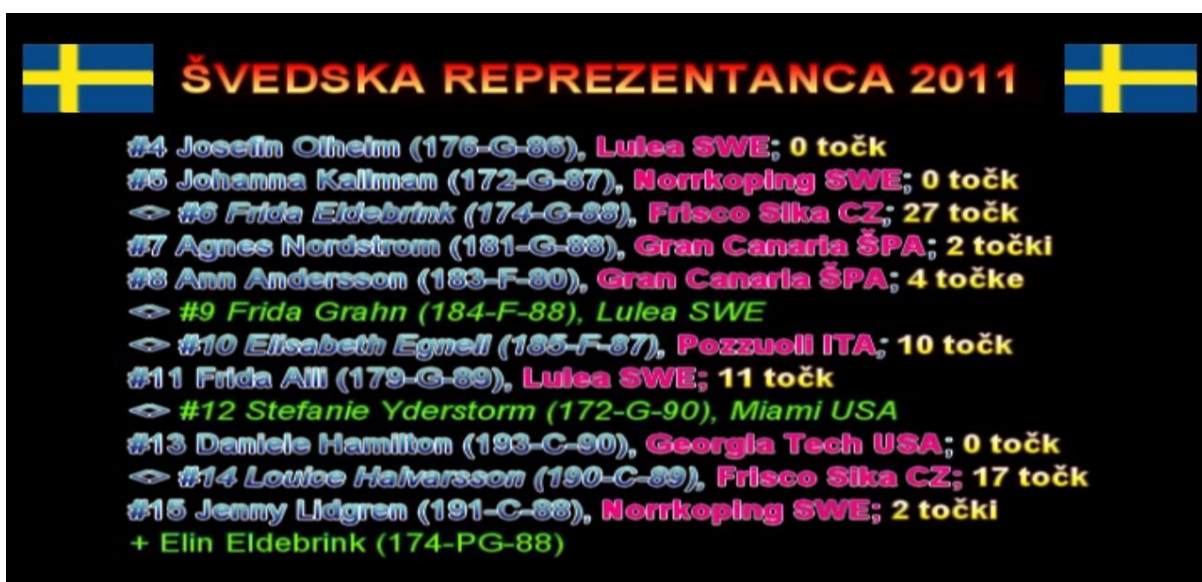 ŠVEDSKA REPREZENTANCA 2011
#4 Josefin Olheim (176-G-86), Lulea SWE; 0 točk
#5 Johanna Kallman (172-G-87), Norrkoping SWE; 0 točk
<> #6 Frida Eldebrink (174-G-88), Frisco Sika CZ; 27 točk
#7 Agnes Nordstrom (181-G-88), Gran Canaria ŠPA; 2 točki
#8 Ann Andersson (183-F-80), Gran Canaria ŠPA; 4 točke
<> #9 Frida Grahn (184-F-88), Lulea SWE
<> #10 Elisabeth Egnell (185-F-87), Pozzuoli ITA; 10 točk
#11 Frida Alli (179-G-89), Lulea SWE; 11 točk
<> #12 Stefanie Yderstorm (172-G-90), Miami USA
#13 Daniele Hamilton (193-C-90), Georgia Tech USA; 0 točk
<> #14 Louice Halvarsson (190-C-89), Frisco Sika CZ; 17 točk
#15 Jenny Lidgren (191-C-88), Norrkoping SWE; 2 točki
+ Elin Eldebrink (174-PG-88)